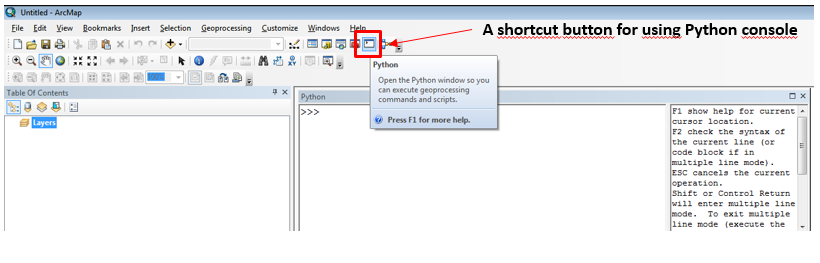 Untitled - ArcMap
File Edit View Bookmarks Insert Selection Geoprocessing Customize Windows Help
A shortcut button for using Python console
Python
Open the Python window so you
can execute geoprocessing
commands and scripts.
Press F1 for more help.
Table Of Contents
Layers
Python
>>>
F1 show help for current
cursor location.
F2 check the syntax of
the current line (or
code block if in
multiple line mode).
ESC cancels the current
operation.
Shift or Control Return
will enter multiple line
mode. To exit multiple
line mode (execute the